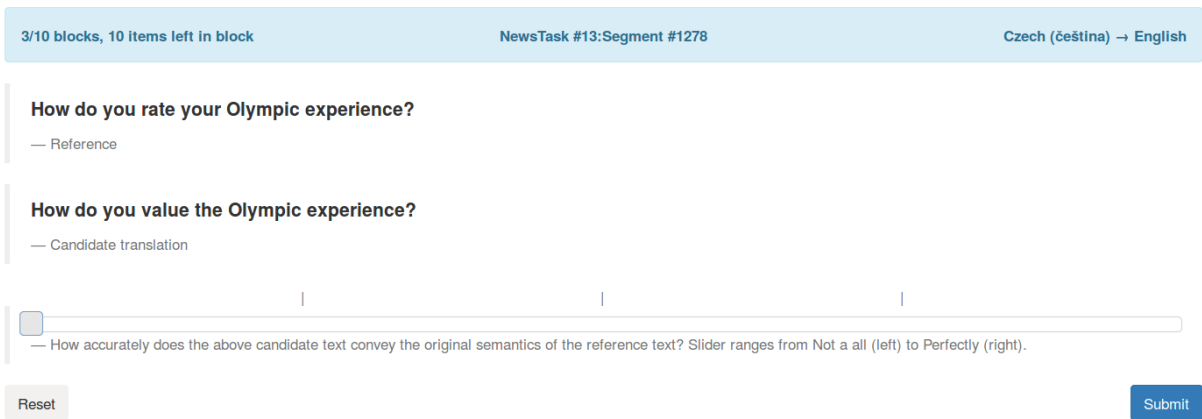 3/10 blocks, 10 items left in block NewsTask #13:Segment #1278 Czech (čeština) → English
How do you rate your Olympic experience?
— Reference
How do you value the Olympic experience?
— Candidate translation
— How accurately does the above candidate text convey the original semantics of the reference text? Slider ranges from Not a all (left) to Perfectly (right).
Reset Submit